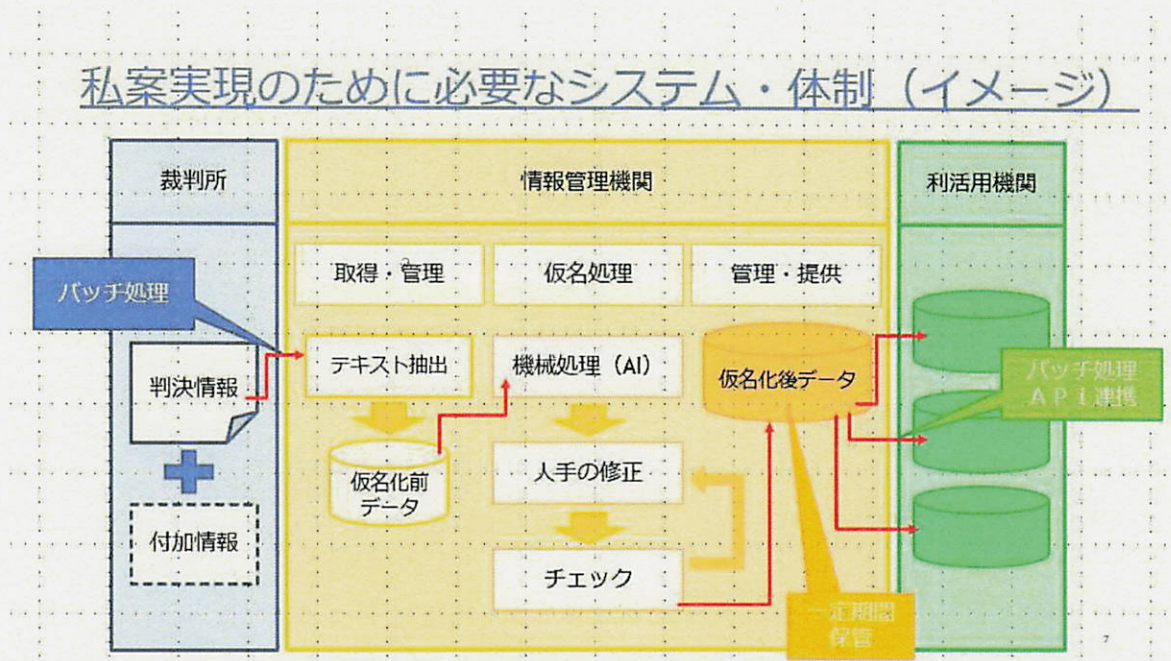 私案実現のために必要なシステム・体制（イメージ）
裁判所
情報管理機関
利活用機関
取得・管理
仮名処理
管理・提供
バッチ処理
判決情報
付加情報
テキスト抽出
仮名化前
データ
機械処理（AI）
人手の修正
チェック
仮名化後データ
一定期間
保管
バッチ処理
ＡＰＩ連携
7